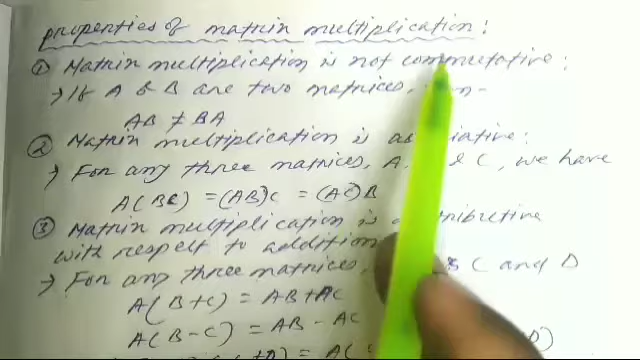 properties of matrix multiplication:
① Matrix multiplication is not commutative:
→ If A & B are two matrices,
AB ≠ BA
② Matrix multiplication is
→ For any three matrices, A, & C, we have
A(BC) = (AB)C = (AC)B
③ Matrix multiplication is
with respect to addition
→ For any three matrices, B C and D
A(B+C) = AB+AC
A(B-C) = AB-AC